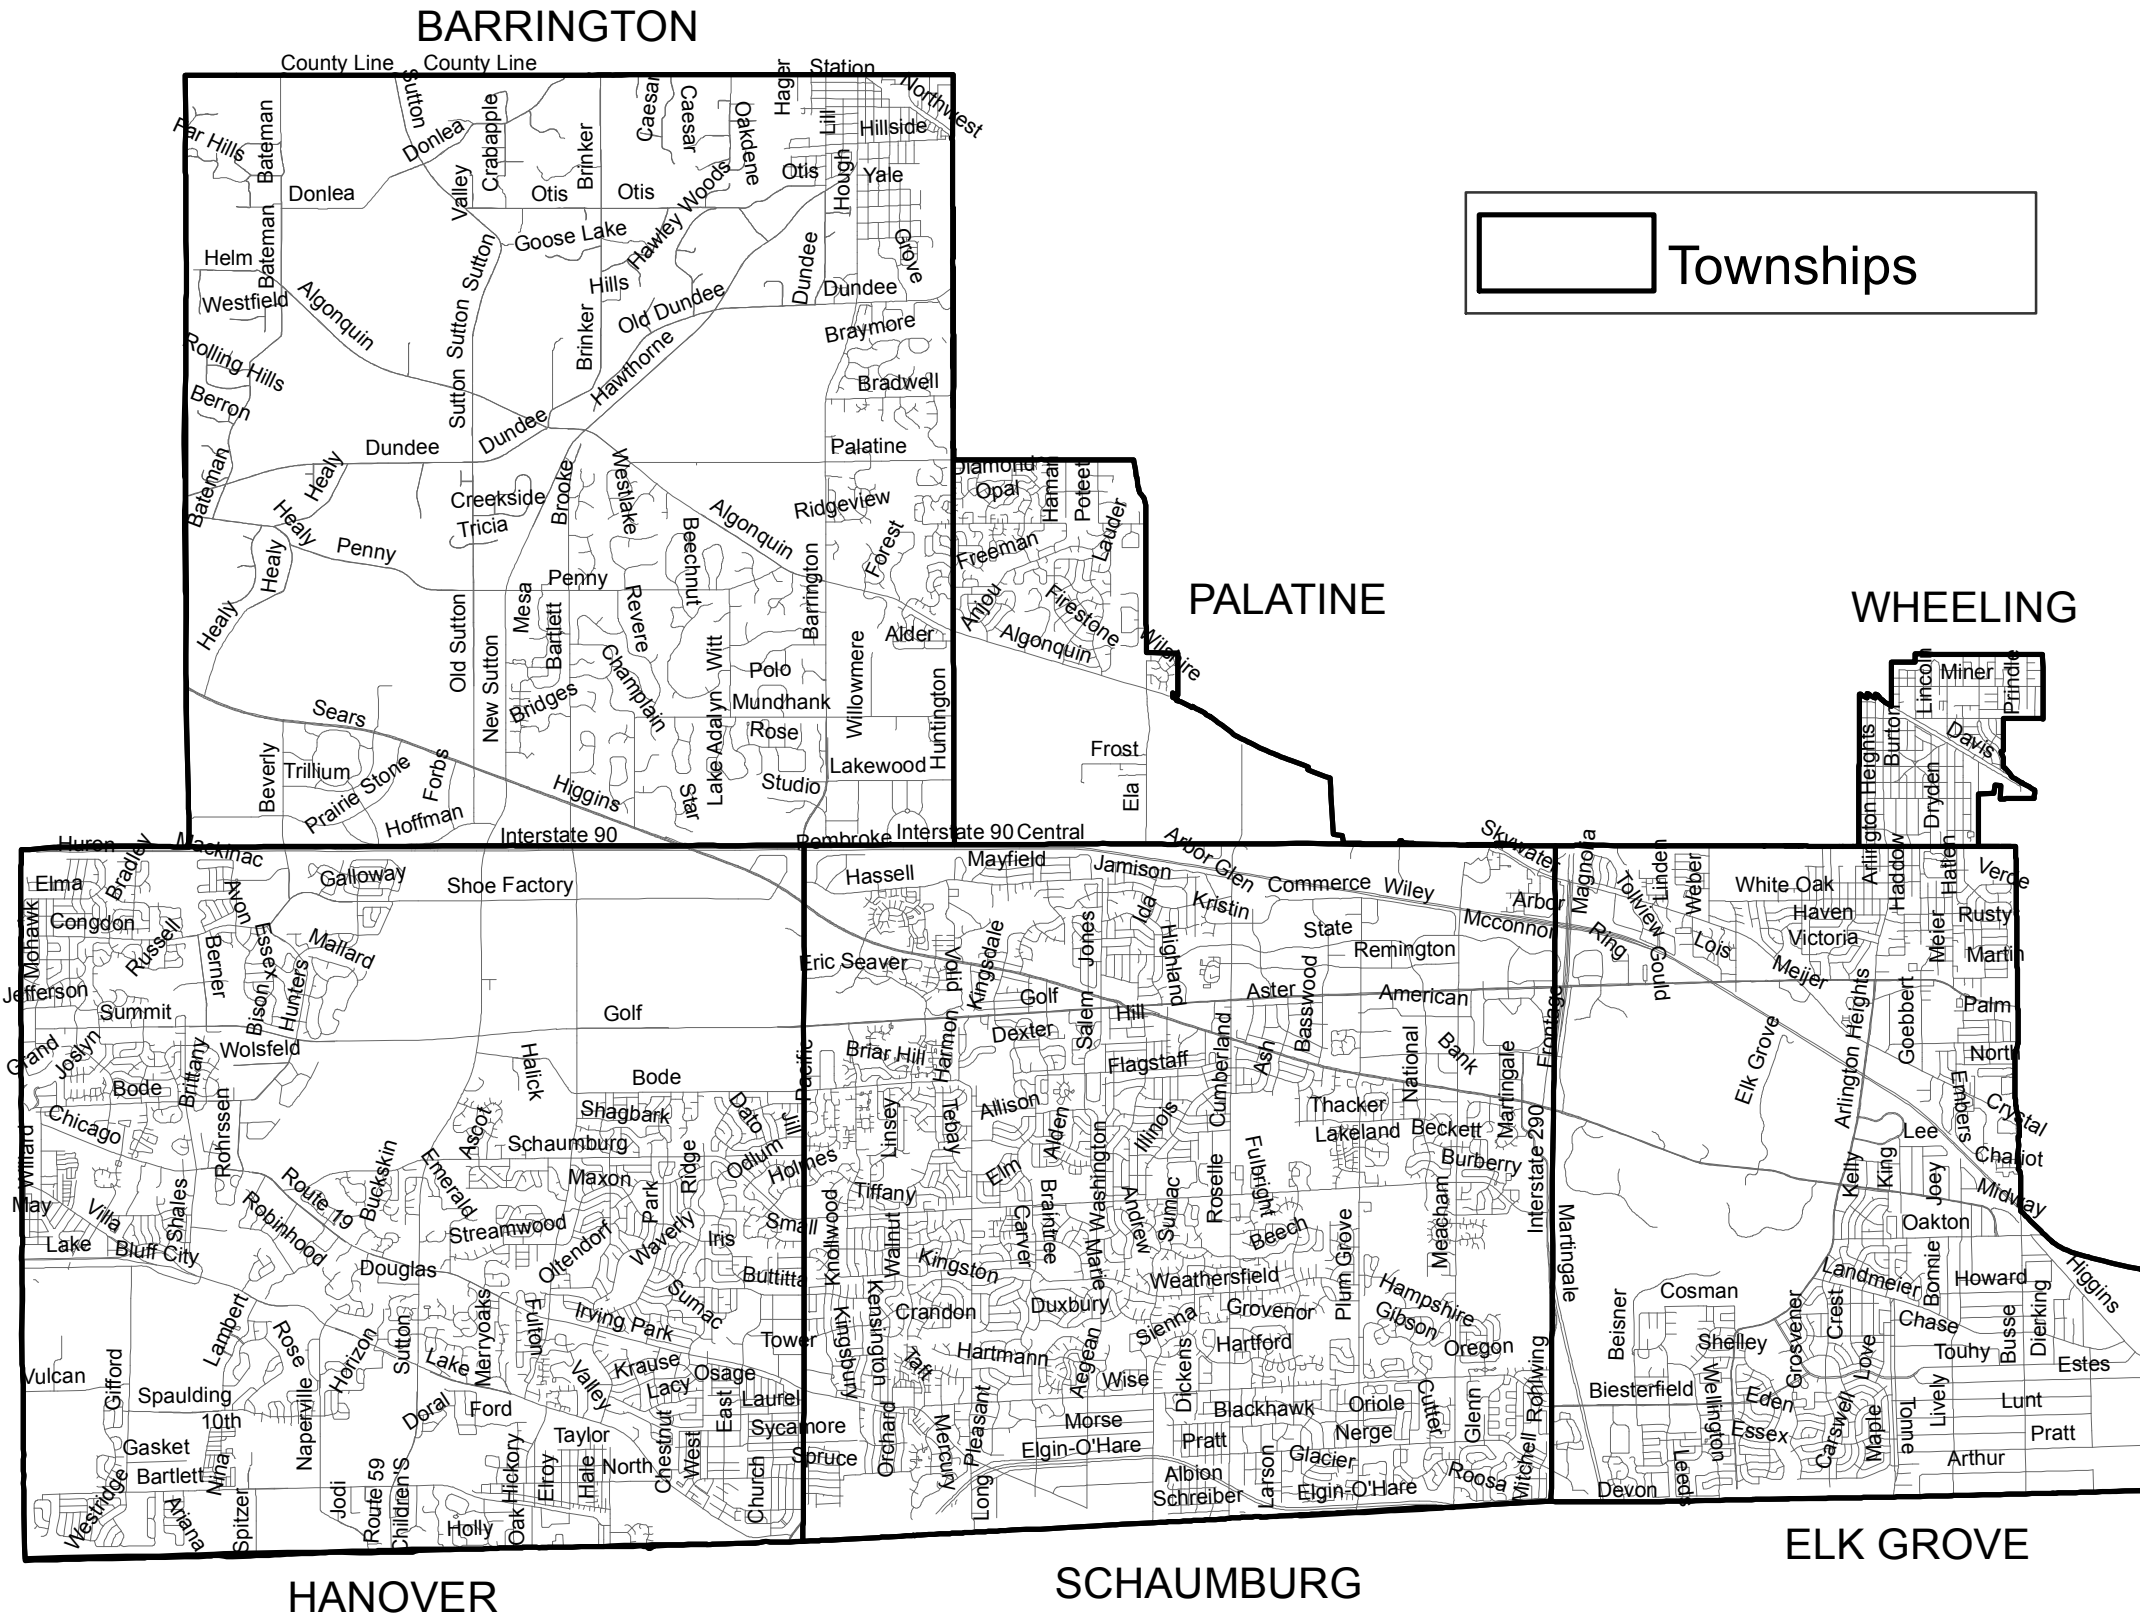 BARRINGTON
County Line
County Line
Station
Hager
Sutton
Northwest
Caesar
Caesar
Oakdene
Lill
Hillside
Far Hills
Bateman
Donlea
Crabapple
Brinker
Otis
Hough
Yale
Donlea
Valley
Otis
Otis
Hawley Woods
Goose Lake
Bateman
Helm
Sutton
Grove
Dundee
Dundee
Westfield
Algonquin
Hills
Old Dundee
Sutton
Brinker
Braymore
Townships
Rolling Hills
Hawthorne
Bradwell
Berron
Sutton
Dundee
Dundee
Palatine
Bateman
Healy
Westlake
Diamond
Opal
Haman
Poteet
Creekside
Brooke
Ridgeview
Lauder
Healy
Tricia
Algonquin
Beechnut
Forest
Freeman
Penny
Healy
Penny
Barrington
Anjou
Firestone
PALATINE
WHEELING
Healy
Old Sutton
Mesa
Bartlett
Revere
Alder
Algonquin
Wilshire
New Sutton
Champlain
Witt
Polo
Willowmere
Lincoln
Miner
Prindle
Bridges
Mundhank
Huntington
Sears
Rose
Adalyn
Lake
Burton
Davis
Frost
Arlington Heights
Trillium
Beverly
Prairie Stone
Forbs
Higgins
Star
Studio
Lakewood
Ela
Dryden
Hoffman
Interstate 90
Pembroke
Interstate 90
Central
Huron
Bradley
Mackinac
Mayfield
Jamison
Arbor Glen
Skywater
Magnolia
Linden
Weber
Haddow
Hatten
Verde
Elma
Galloway
Shoe Factory
Hassell
Commerce
Wiley
Arbor
Tollview
White Oak
Avon
Congdon
Mohawk
Russell
Berner
Essex
Mallard
Ida
Kristin
State
Mcconnor
Ring
Haven
Rusty
Victoria
Meier
Jones
Highland
Remington
Lois
Martin
Eric Seaver
Volid
Kingsdale
Gould
Meijer
Jefferson
Hunters
Bison
Summit
Golf
Golf
Salem
Hill
Aster
Basswood
American
Frontage
Arlington Heights
Goebbert
Palm
Grand
Joslyn
Wolsfeld
Brittany
Halick
Pacific
Briar Hill
Harmon
Dexter
Flagstaff
Cumberland
Ash
National
Bank
Martingale
Elk Grove
North
Bode
Bode
Chicago
Rohrssen
Ascot
Shagbark
Dato
Jill
Linsey
Tebay
Allison
Alden
Illinois
Thacker
Embers
Crystal
Willard
Schaumburg
Lakeland
Beckett
Interstate 290
Lee
Chariot
Route 19
Buckskin
Emerald
Maxon
Ridge
Odlum
Holmes
Elm
Washington
Fulbright
Burberry
King
Kelly
Joey
Midway
May
Villa
Shales
Robinhood
Park
Knollwood
Tiffany
Walnut
Carver
Braintree
Andrew
Sumac
Roselle
Beech
Meacham
Martingale
Oakton
Lake
Bluff City
Streamwood
Oltendorf
Waverly
Iris
Small
Douglas
Buttitta
Kingston
Marrie
Weathersfield
Plum Grove
Hampshire
Cosman
Landmeier
Bonnie
Howard
Higgins
Lambert
Sutton
Merryoaks
Fulton
Irving Park
Sumac
Kensington
Crandon
Duxbury
Sienna
Grovenor
Gibson
Beisner
Grosvener
Crest
Chase
Busse
Dierking
Rose
Horizon
Tower
Kingsbury
Taft
Hartmann
Aegean
Hartford
Oregon
Shelley
Love
Touhy
Estes
Vulcan
Gifford
Lake
Valley
Krause
Lacy
Osage
Laurel
Wise
Dickens
Rohlwing
Wellington
Biesterfield
Eden
Lively
Lunt
Spaulding
Naperville
Doral
Ford
East
Orchard
Pleasant
Blackhawk
Oriole
Cutter
Glenn
Carswell
Maple
Tonne
10th
Taylor
Sycamore
Morse
Nerge
Essex
Pratt
Gasket
Chestnut
West
Spruce
Mercury
Elgin-O'Hare
Pratt
Glacier
Mitchell
Arthur
Bartlett
Nina
Oak Hickory
Elroy
Hale
North
Church
Long
Albion
Larson
Roosa
Leeds
Westridge
Ariana
Spitzer
Jodi
Route 59
Children'S
Holly
Schreiber
Elgin-O'Hare
Devon
ELK GROVE
HANOVER
SCHAUMBURG